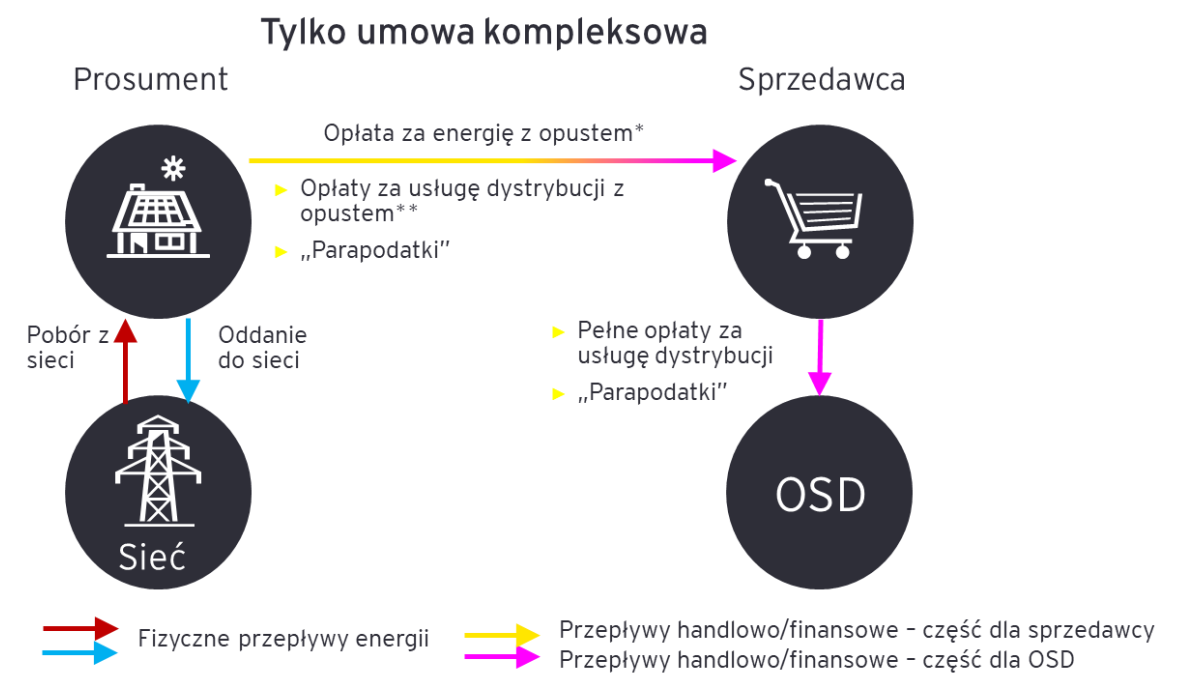 Tylko umowa kompleksowa
Prosument
Sprzedawca
Opłata za energię z opustem*
Opłaty za usługę dystrybucji z
opustem**
„Parapodatki”
Pobór z
sieci
Oddanie
do sieci
Pełne opłaty za
usługę dystrybucji
„Parapodatki”
Sieć
OSD
Fizyczne przepływy energii
Przepływy handlowo/finansowe – część dla sprzedawcy
Przepływy handlowo/finansowe – część dla OSD